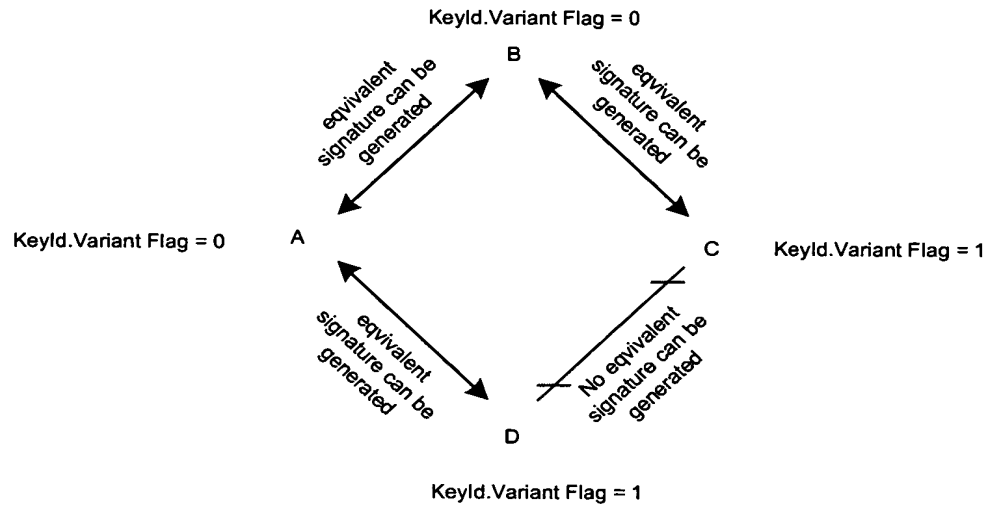 KeyId.Variant Flag = 0
B
eqvivalent
signature can be
generated
eqvivalent
signature can be
generated
KeyId.Variant Flag = 0
A
C
KeyId.Variant Flag = 1
eqvivalent
signature can be
generated
No eqvivalent
signature can be
generated
D
KeyId.Variant Flag = 1